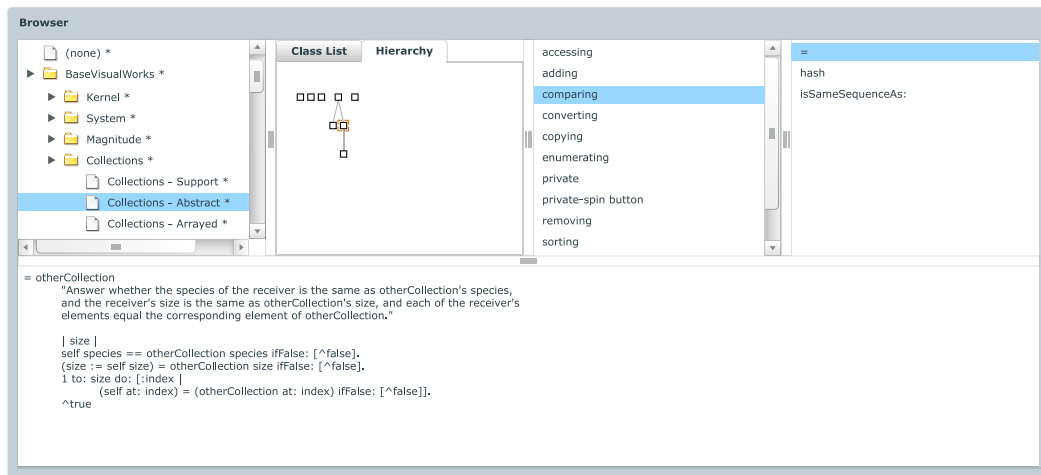 Browser
(none) *
BaseVisualWorks *
Kernel *
System *
Magnitude *
Collections *
Collections - Support *
Collections - Abstract *
Collections - Arrayed *
Class List
Hierarchy
accessing
adding
comparing
converting
copying
enumerating
private
private-spin button
removing
sorting
=
hash
isSameSequenceAs:
= otherCollection
"Answer whether the species of the receiver is the same as otherCollection's species,
and the receiver's size is the same as otherCollection's size, and each of the receiver's
elements equal the corresponding element of otherCollection."
| size |
self species == otherCollection species ifFalse: [^false].
(size := self size) = otherCollection size ifFalse: [^false].
1 to: size do: [:index |
(self at: index) = (otherCollection at: index) ifFalse: [^false]].
^true